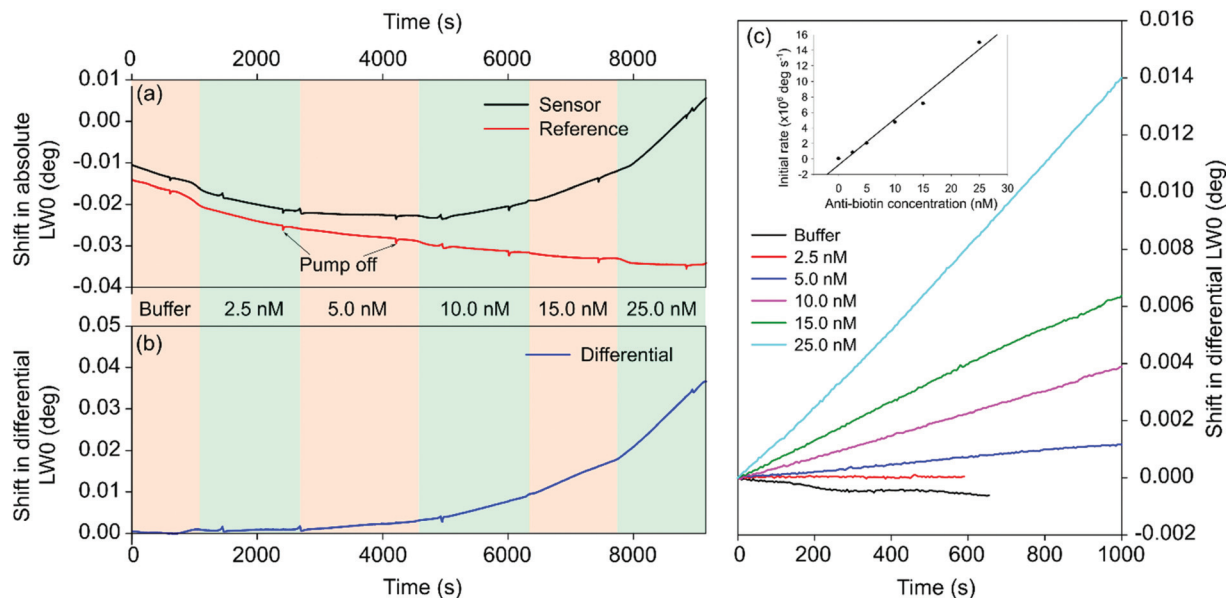 Time (s)
0 2000 4000 6000 8000
0.01
0.00
-0.01
-0.02
-0.03
-0.04
Shift in absolute
LW0 (deg)
(a)
Sensor
Reference
Pump off
Buffer 2.5 nM 5.0 nM 10.0 nM 15.0 nM 25.0 nM
0.05
0.04
0.03
0.02
0.01
0.00
Shift in differential
LW0 (deg)
(b)
Differential
0 2000 4000 6000 8000
Time (s)
(c)
16
14
12
10
8
6
4
2
0
-2
Initial rate (x10⁶ deg s⁻¹)
0 5 10 15 20 25 30
Anti-biotin concentration (nM)
Buffer
2.5 nM
5.0 nM
10.0 nM
15.0 nM
25.0 nM
0.016
0.014
0.012
0.010
0.008
0.006
0.004
0.002
0.000
-0.002
Shift in differential LW0 (deg)
0 200 400 600 800 1000
Time (s)